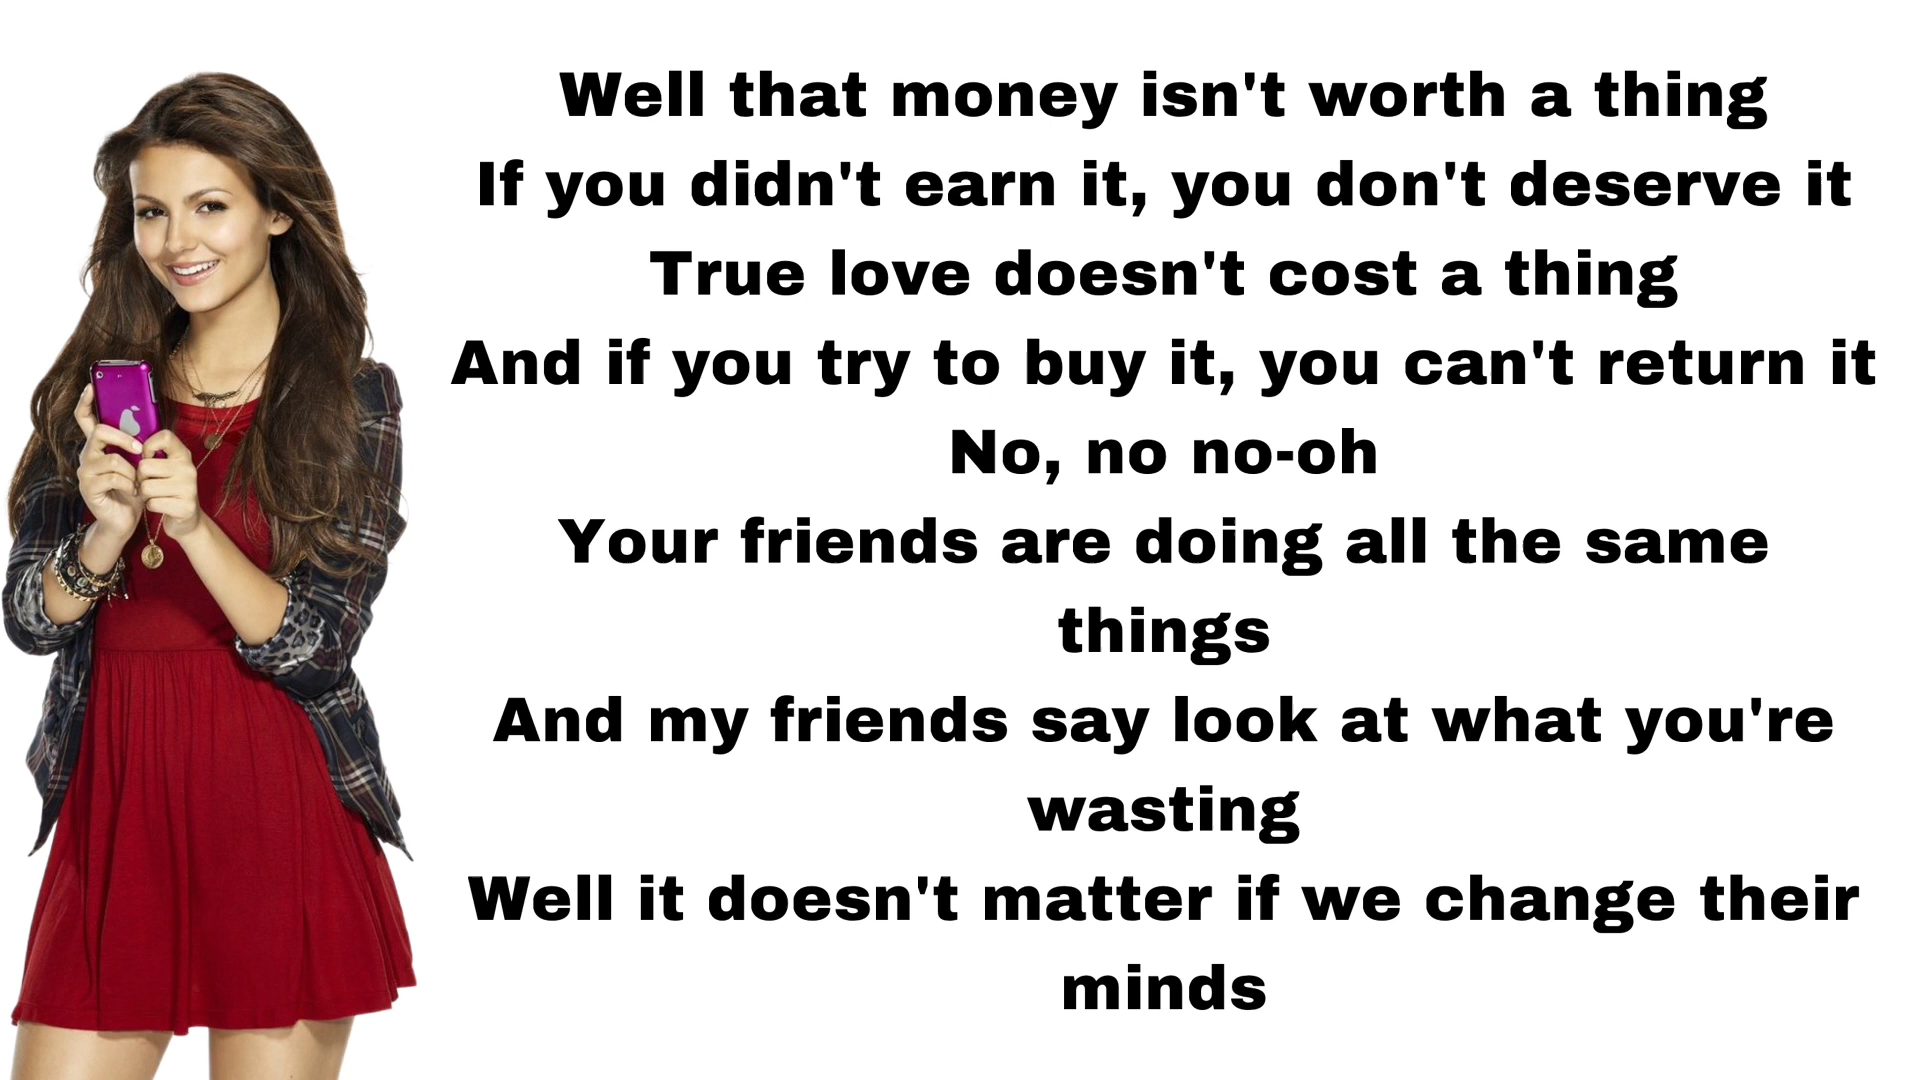 Well that money isn't worth a thing
If you didn't earn it, you don't deserve it
True love doesn't cost a thing
And if you try to buy it, you can't return it
No, no no-oh
Your friends are doing all the same
things
And my friends say look at what you're
wasting
Well it doesn't matter if we change their
minds